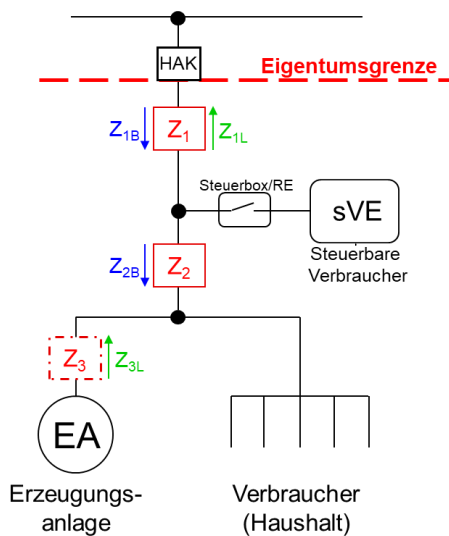 HAK
Eigentumsgrenze
Z1B
Z1
Z1L
Steuerbox/RE
sVE
Steuerbare
Verbraucher
Z2B
Z2
Z3
Z3L
EA
Erzeugungs-
anlage
Verbraucher
(Haushalt)